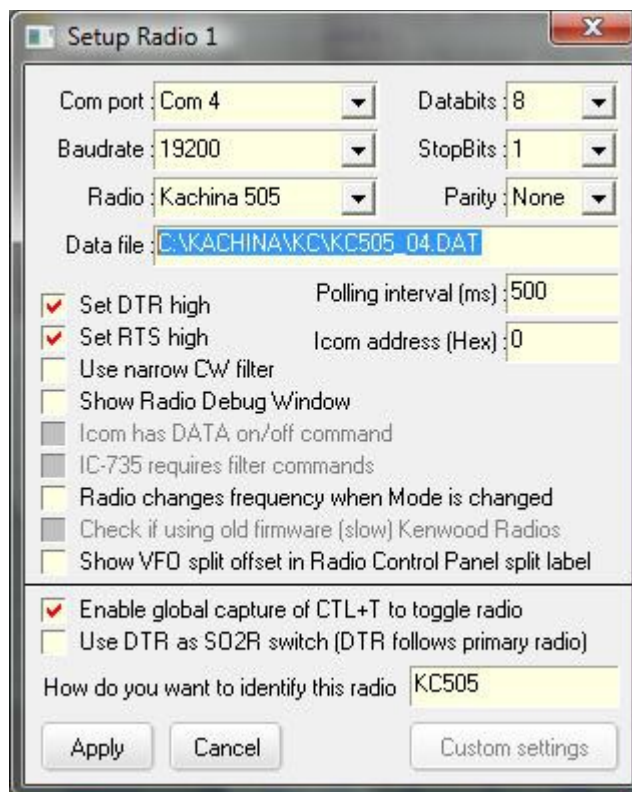 Setup Radio 1
Com port : Com 4 Databits : 8
Baudrate : 19200 StopBits : 1
Radio : Kachina 505 Parity : None
Data file : C:\KACHINA\KC\KC505_04.DAT
Set DTR high Polling interval (ms) : 500
Set RTS high Icom address (Hex) : 0
Use narrow CW filter
Show Radio Debug Window
Icom has DATA on/off command
IC-735 requires filter commands
Radio changes frequency when Mode is changed
Check if using old firmware (slow) Kenwood Radios
Show VFO split offset in Radio Control Panel split label
Enable global capture of CTL+T to toggle radio
Use DTR as SO2R switch (DTR follows primary radio)
How do you want to identify this radio KC505
Apply Cancel Custom settings